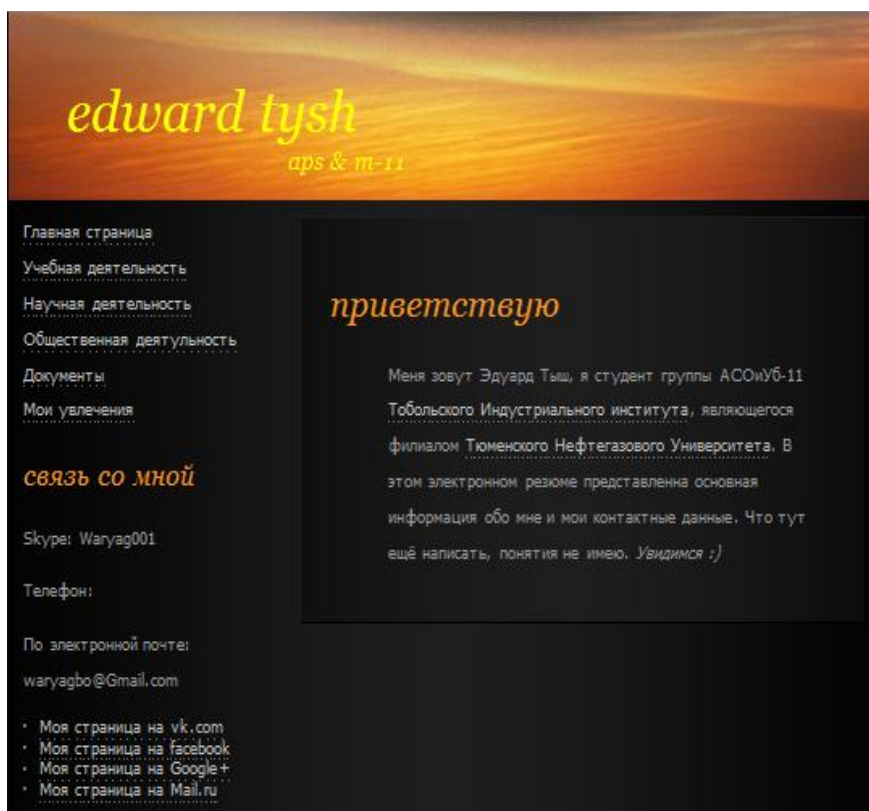 edward tysh
aps & m-11
Главная страница
Учебная деятельность
Научная деятельность
Общественная деятульность
Документы
Мои увлечения
связь со мной
Skype: Waryag001
Телефон:
По электронной почте:
waryagbo@Gmail.com
Моя страница на vk.com
Моя страница на facebook
Моя страница на Google+
Моя страница на Mail.ru
приветствую
Меня зовут Эдуард Тыш, я студент группы АСОиУб-11
Тобольского Индустриального института, являющегося
филиалом Тюменского Нефтегазового Университета. В
этом электронном резюме представленна основная
информация обо мне и мои контактные данные. Что тут
ещё написать, понятия не имею. Увидимся :)